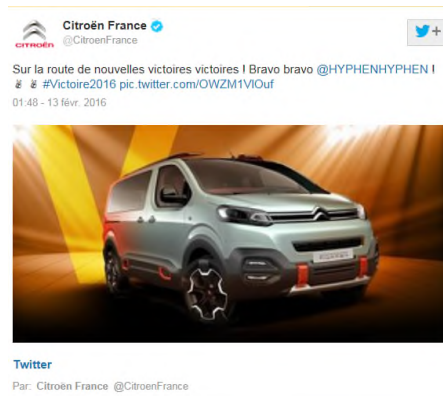 Citroën France
@CitroenFrance
CITROËN
Sur la route de nouvelles victoires victoires ! Bravo bravo @HYPHENHYPHEN !
✌ ✌ #Victoire2016 pic.twitter.com/OWZM1VlOuf
01:48 - 13 févr. 2016
Twitter
Par: Citroën France @CitroenFrance